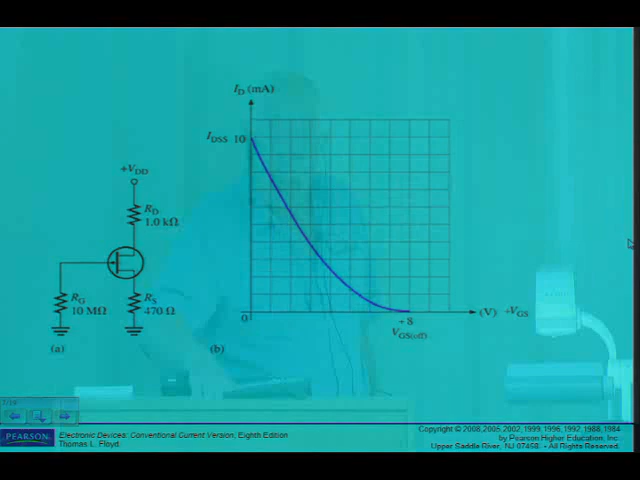 I_D (mA)
I_DSS 10
+V_DD
R_D
1.0 kΩ
R_G
10 MΩ
R_S
470 Ω
(a)
(b)
0
+8
V_GS(off)
(V) +V_GS
PEARSON
Electronic Devices: Conventional Current Version, Eighth Edition
Thomas L. Floyd
Copyright © 2008,2005, 2002,1999,1996,1992,1988,1984
by Pearson Higher Education, Inc.
Upper Saddle River, NJ 07458. - All Rights Reserved.